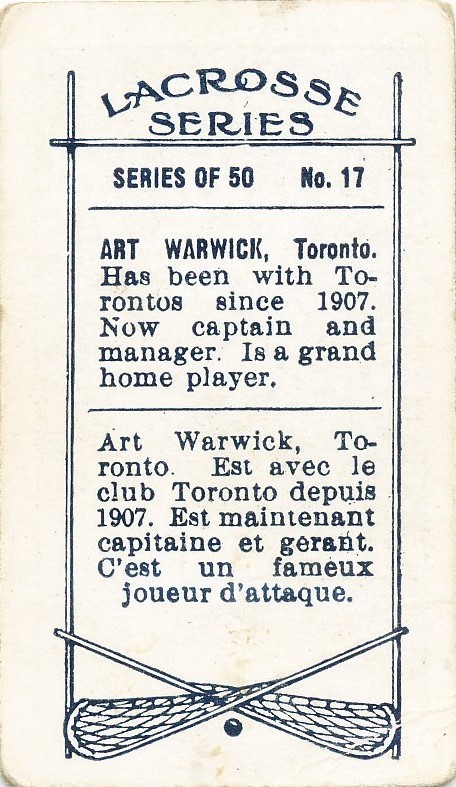 LACROSSE
SERIES
SERIES OF 50 No. 17
ART WARWICK, Toronto.
Has been with To-
rontos since 1907.
Now captain and
manager. Is a grand
home player.
Art Warwick, To-
ronto. Est avec le
club Toronto depuis
1907. Est maintenant
capitaine et gerant.
C'est un fameux
joueur d'attaque.